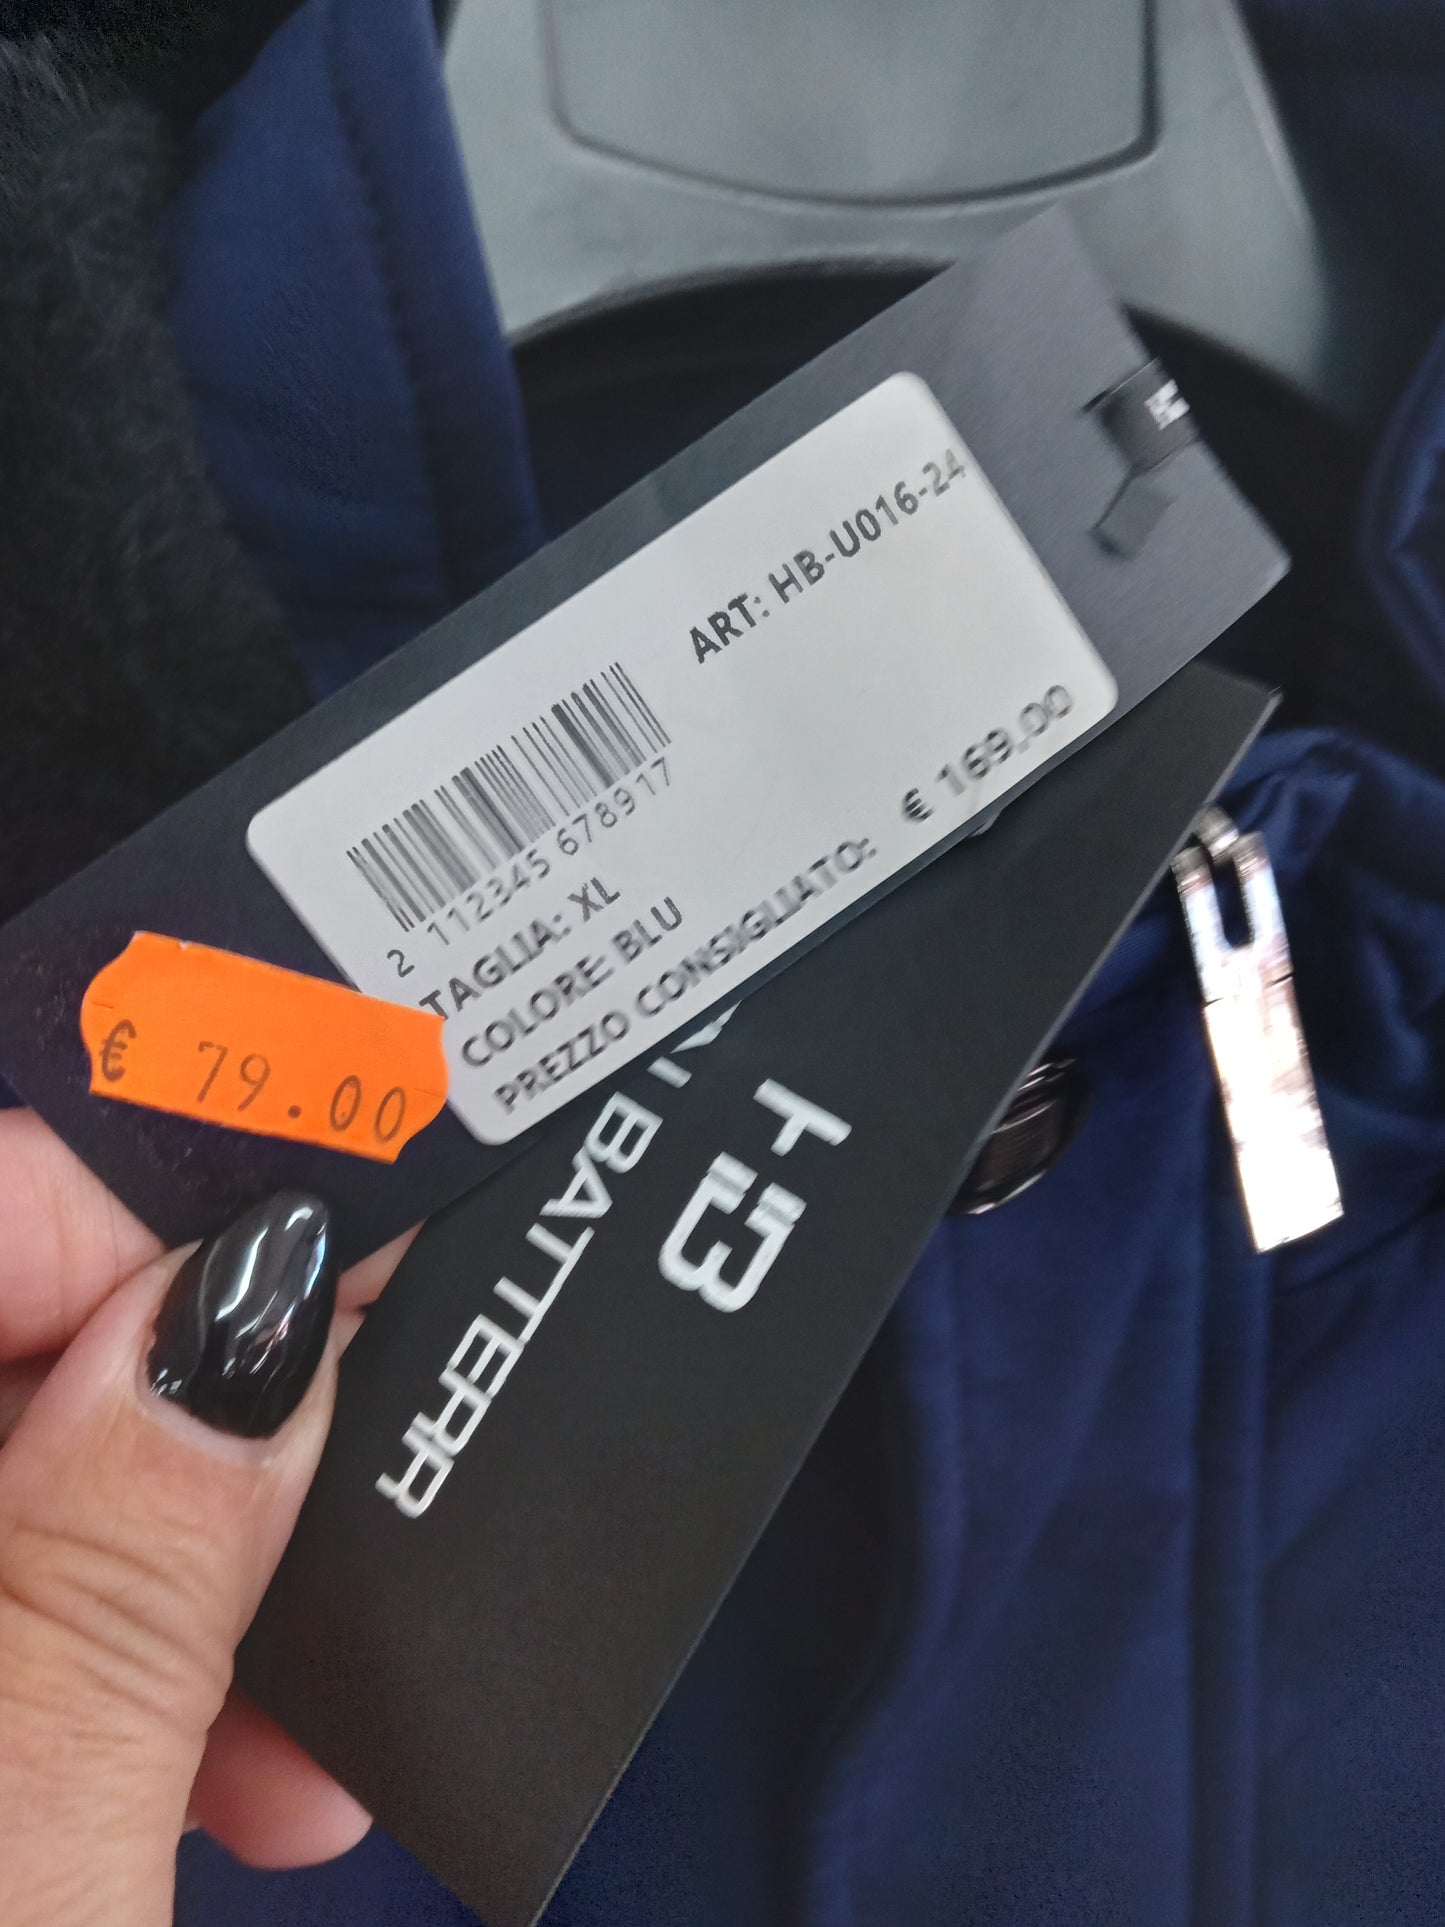 ART: HB-U016-24
2 112345 678917
TAGLIA: XL
COLORE: BLU
PREZZO CONSIGLIATO: € 169,00
€ 79.00
HB
BATTERR